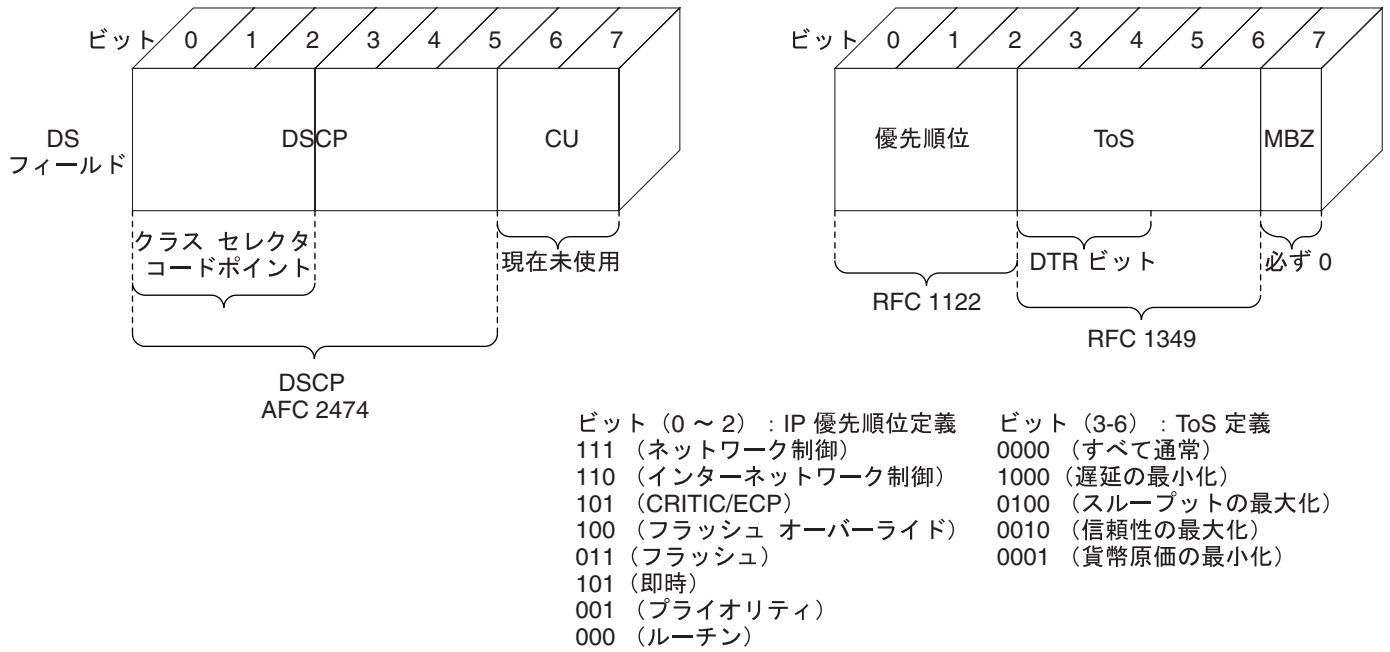 ビット 0 1 2 3 4 5 6 7
DS
フィールド
DSCP
CU
クラス セレクタ
コードポイント
現在未使用
DSCP
AFC 2474
ビット 0 1 2 3 4 5 6 7
優先順位
ToS
MBZ
DTR ビット
必ず 0
RFC 1122
RFC 1349
ビット（0 ～ 2）：IP 優先順位定義
111 （ネットワーク制御）
110 （インターネットワーク制御）
101 （CRITIC/ECP）
100 （フラッシュ オーバーライド）
011（フラッシュ）
101 （即時）
001 （プライオリティ）
000 （ルーチン）
ビット（3-6）：ToS 定義
0000 （すべて通常）
1000 （遅延の最小化）
0100 （スループットの最大化）
0010 （信頼性の最大化）
0001 （貨幣原価の最小化）